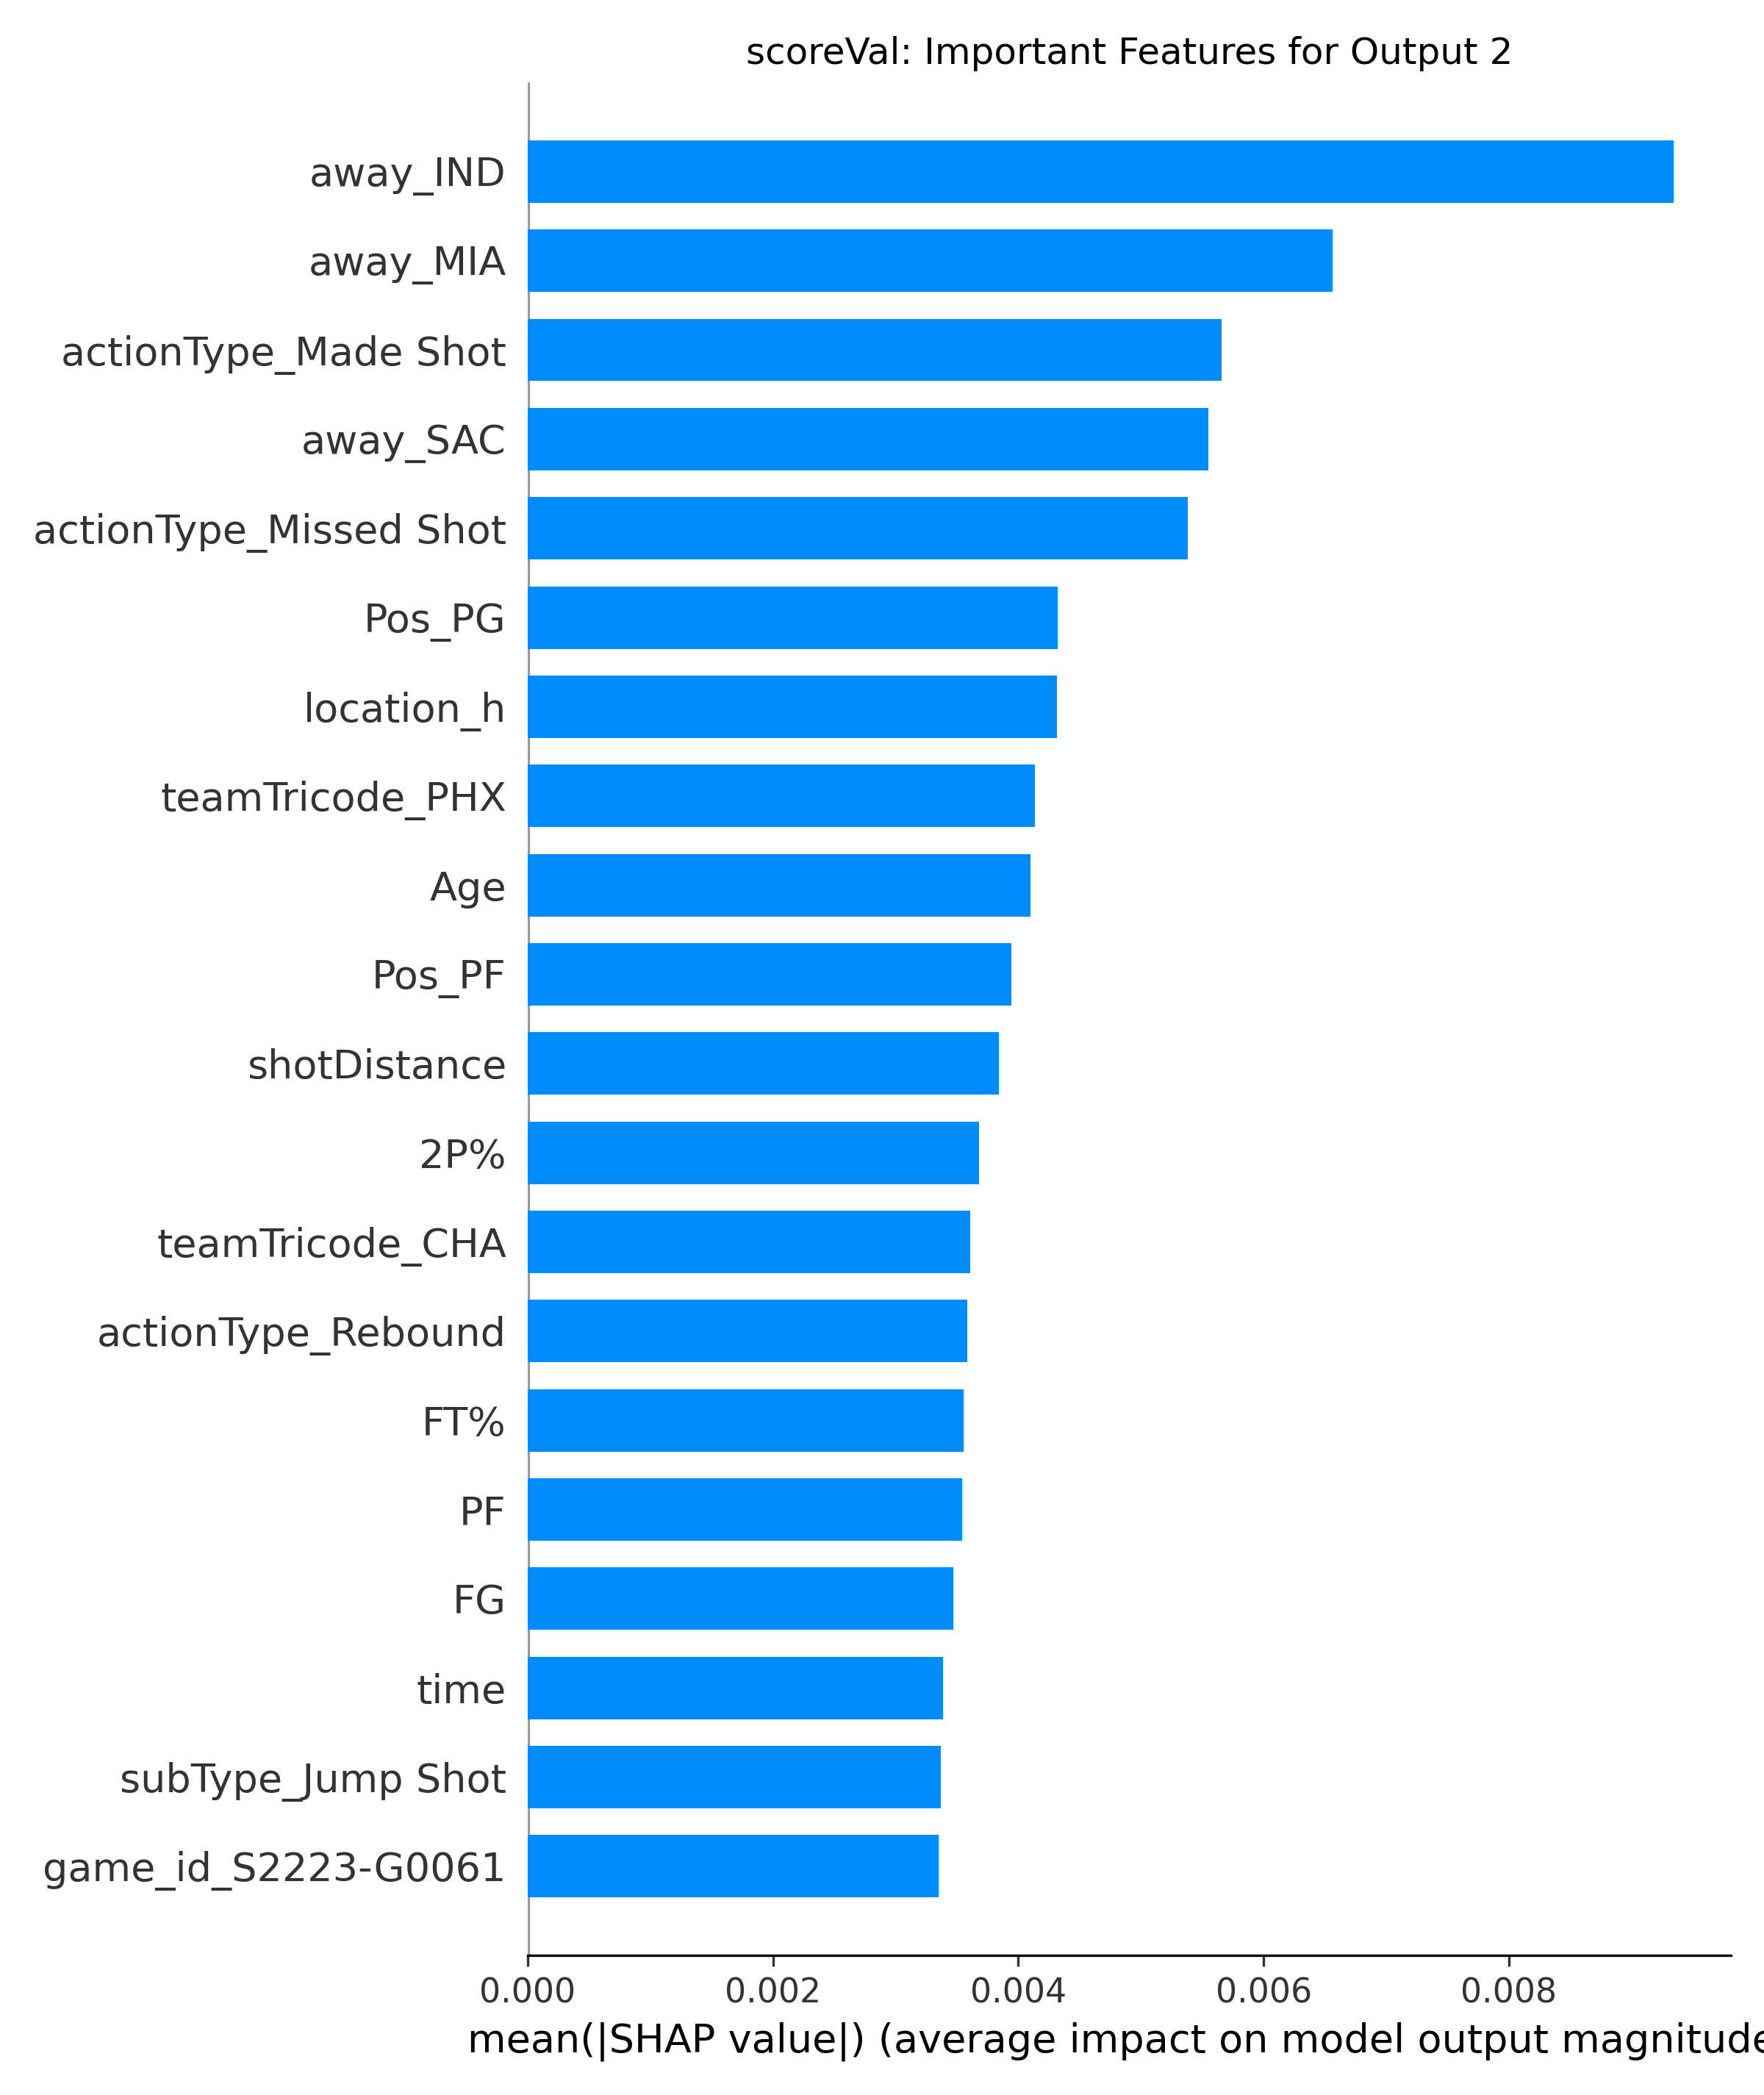 scoreVal: Important Features for Output 2
away_IND
away_MIA
actionType_Made Shot
away_SAC
actionType_Missed Shot
Pos_PG
location_h
teamTricode_PHX
Age
Pos_PF
shotDistance
2P%
teamTricode_CHA
actionType_Rebound
FT%
PF
FG
time
subType_Jump Shot
game_id_S2223-G0061
0.000 0.002 0.004 0.006 0.008
mean(|SHAP value|) (average impact on model output magnitude